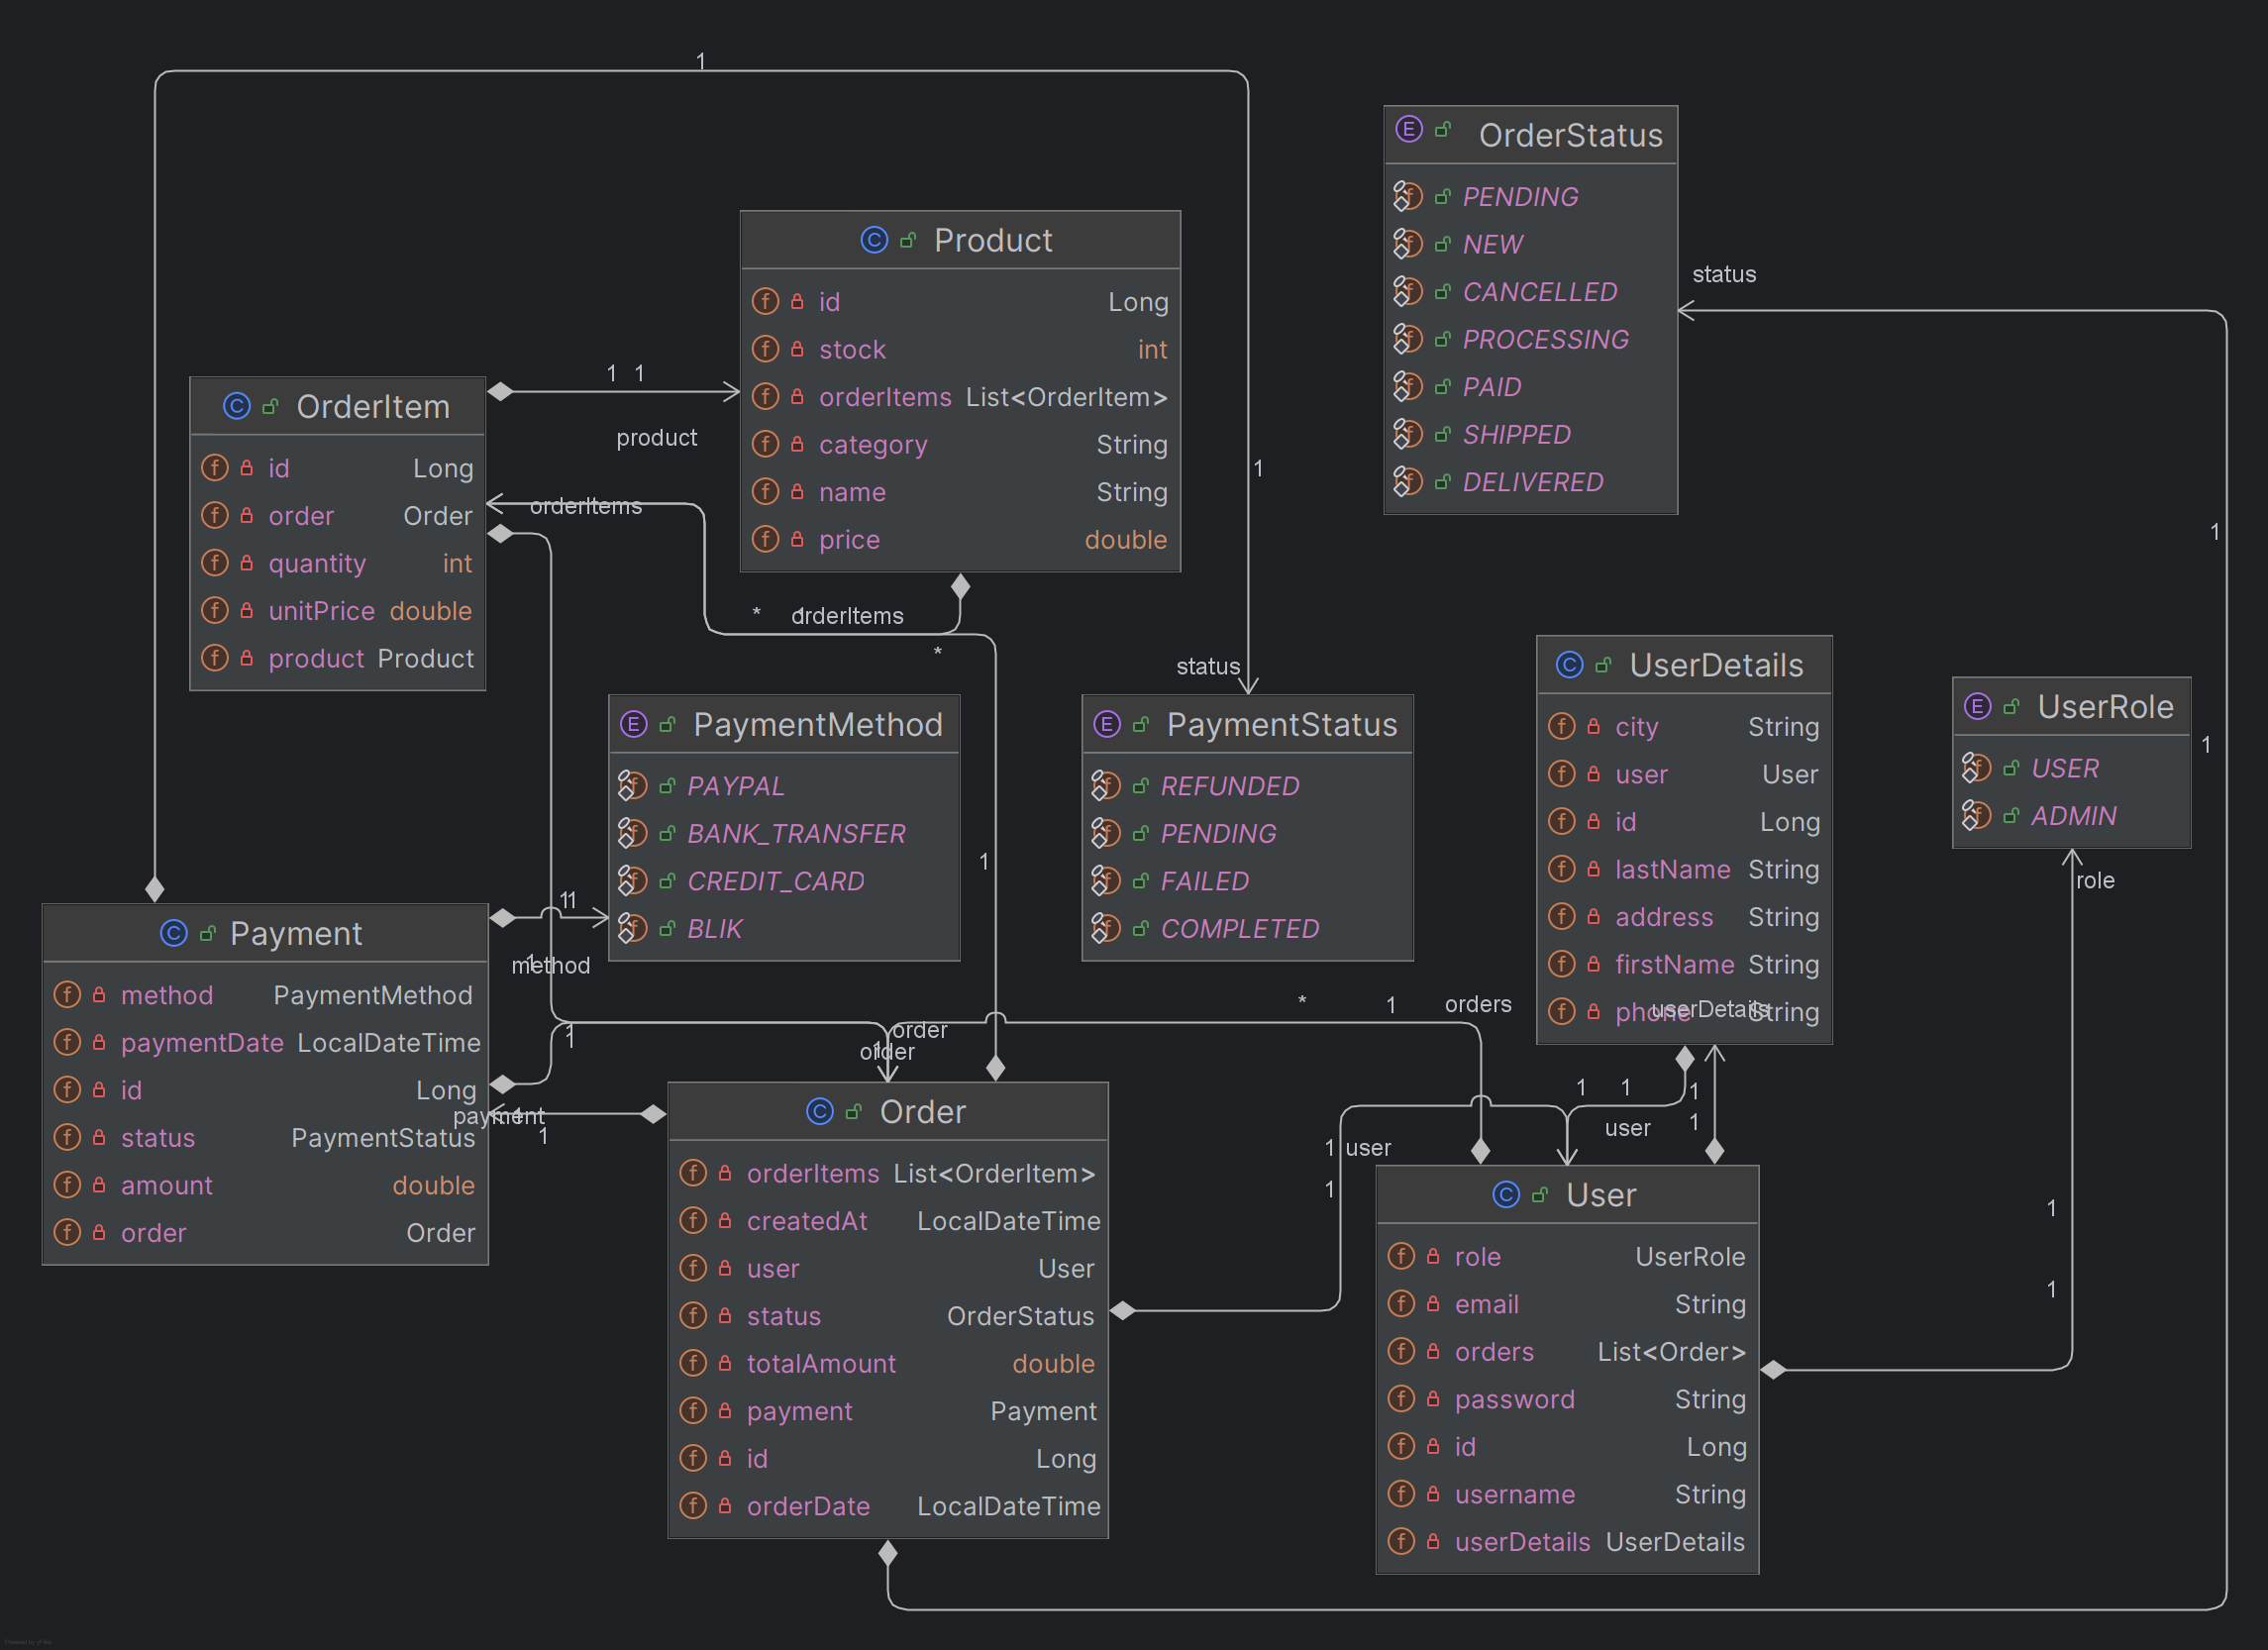 1
E OrderStatus
f PENDING
f NEW
f CANCELLED
f PROCESSING
f PAID
f SHIPPED
f DELIVERED
status
1
C Product
f id Long
f stock int
f orderItems List<OrderItem>
f category String
f name String
f price double
1 1
product
C OrderItem
f id Long
f order Order
f quantity int
f unitPrice double
f product Product
orderItems
* orderItems
*
1
status
E PaymentMethod
f PAYPAL
f BANK_TRANSFER
f CREDIT_CARD
f BLIK
E PaymentStatus
f REFUNDED
f PENDING
f FAILED
f COMPLETED
C UserDetails
f city String
f user User
f id Long
f lastName String
f address String
f firstName String
f phone String
userDetails
E UserRole
f USER
f ADMIN
1
role
1
11
method
1
C Payment
f method PaymentMethod
f paymentDate LocalDateTime
f id Long
f status PaymentStatus
f amount double
f order Order
1
payment
1
order
order
1
* 1 orders
C Order
f orderItems List<OrderItem>
f createdAt LocalDateTime
f user User
f status OrderStatus
f totalAmount double
f payment Payment
f id Long
f orderDate LocalDateTime
1 1 1
user
1
1 user
1
C User
f role UserRole
f email String
f orders List<Order>
f password String
f id Long
f username String
f userDetails UserDetails
1
1
Powered by yFiles